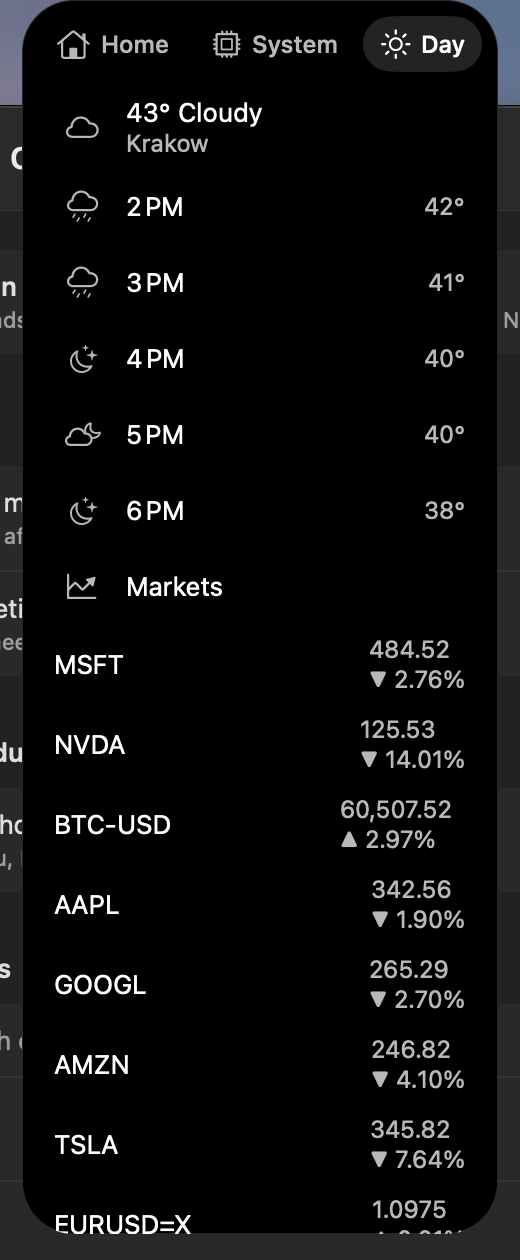 Home System Day
43° Cloudy
Krakow
2 PM 42°
3 PM 41°
4 PM 40°
5 PM 40°
6 PM 38°
Markets
MSFT 484.52
▼ 2.76%
NVDA 125.53
▼ 14.01%
BTC-USD 60,507.52
▲ 2.97%
AAPL 342.56
▼ 1.90%
GOOGL 265.29
▼ 2.70%
AMZN 246.82
▼ 4.10%
TSLA 345.82
▼ 7.64%
EURUSD=X 1.0975